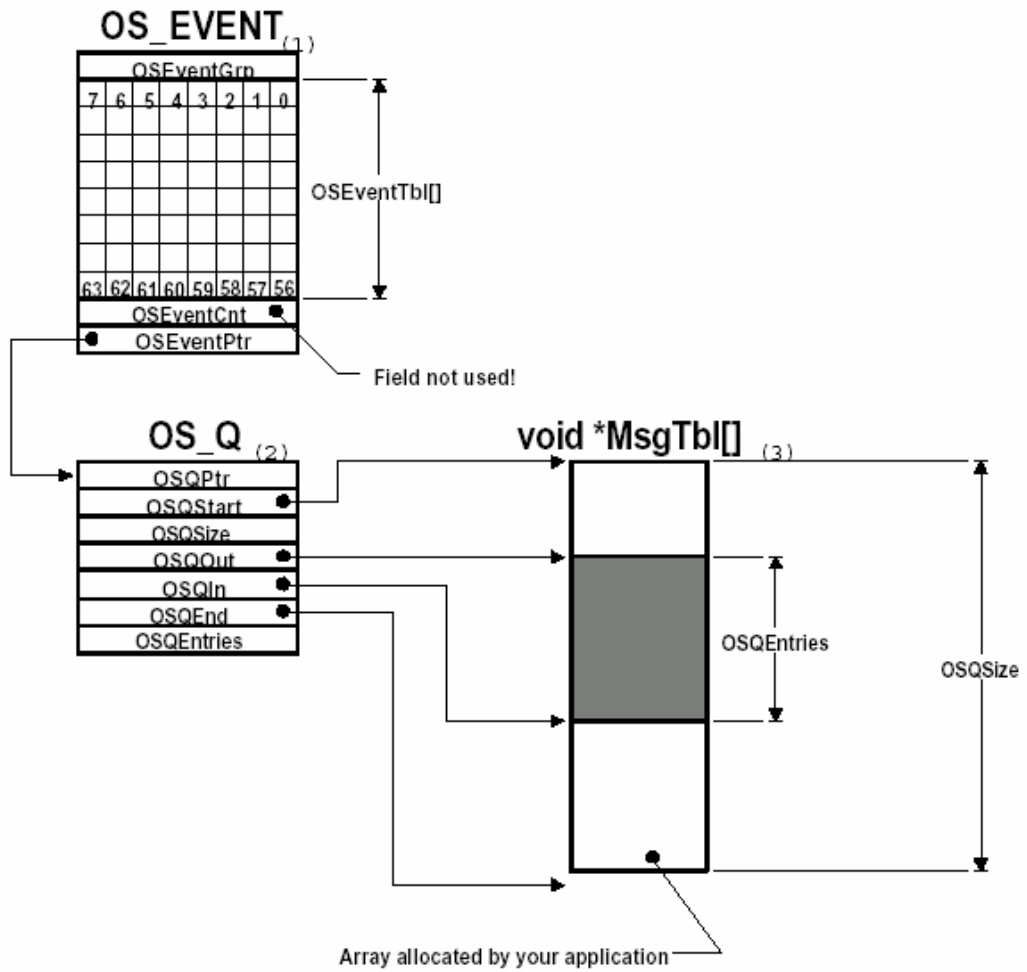 OS_EVENT (1)
OSEventGrp
7 6 5 4 3 2 1 0
OSEventTbl[]
63 62 61 60 59 58 57 56
OSEventCnt
OSEventPtr
Field not used!
OS_Q (2)
OSQPtr
OSQStart
OSQSize
OSQOut
OSQIn
OSQEnd
OSQEntries
void *MsgTbl[] (3)
OSQEntries
OSQSize
Array allocated by your application